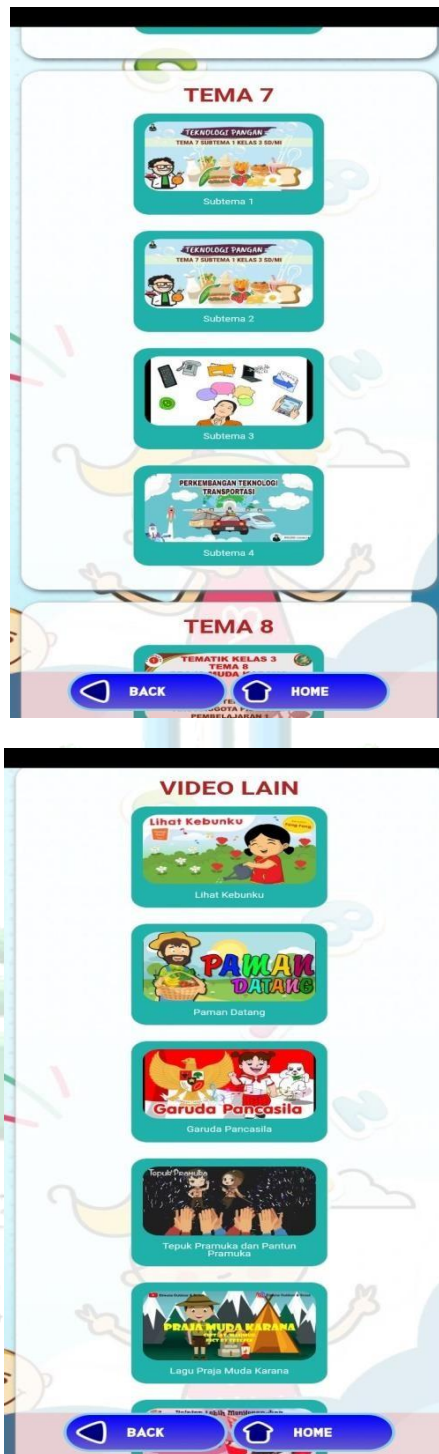 TEMA 7
TEKNOLOGI PANGAN
TEMA 7 SUBTEMA 1 KELAS 3 SD/MI
Subtema 1
TEKNOLOGI PANGAN
TEMA 7 SUBTEMA 1 KELAS 3 SD/MI
Subtema 2
Subtema 3
PERKEMBANGAN TEKNOLOGI
TRANSPORTASI
Subtema 4
TEMA 8
TEMATIK KELAS 3
TEMA 8
BACK
HOME
PEMBELAJARAN 1
VIDEO LAIN
Lihat Kebunku
Lihat Kebunku
PAMAN
DATANG
Paman Datang
Garuda Pancasila
Garuda Pancasila
Tepuk Pramuka
Tepuk Pramuka dan Pantun
Pramuka
PRAJA MUDA KARANA
Lagu Praja Muda Karana
BACK
HOME